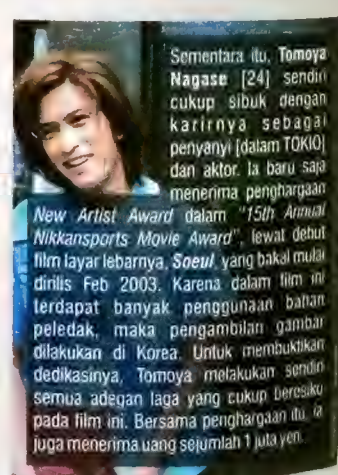 Sementara itu, Tomoya
Nagase [24] sendiri
cukup sibuk dengan
karirnya sebagai
penyanyi [dalam TOKIO]
dan aktor. Ia baru saja
menerima penghargaan
New Artist Award dalam "15th Annual
Nikkansports Movie Award", lewat debut
film layar lebarnya, Soeul, yang bakal mulai
dirilis Feb 2003. Karena dalam film ini
terdapat banyak penggunaan bahan
peledak, maka pengambilan gambar
dilakukan di Korea. Untuk membuktikan
dedikasinya, Tomoya melakukan sendiri
semua adegan laga yang cukup beresiko
pada film ini. Bersama penghargaan itu, ia
juga menerima uang sejumlah 1 juta yen.